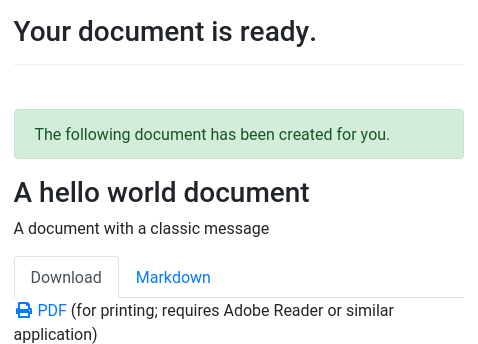 Your document is ready.
The following document has been created for you.
A hello world document
A document with a classic message
Download Markdown
PDF (for printing; requires Adobe Reader or similar
application)